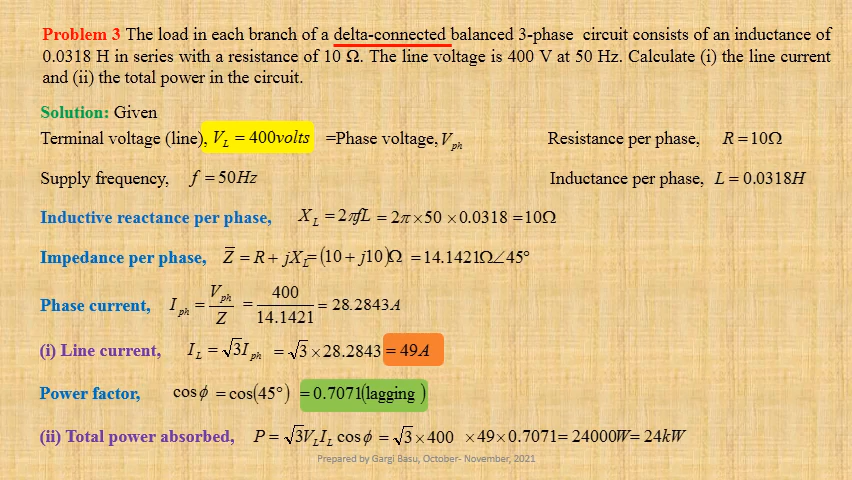 Problem 3 The load in each branch of a delta-connected balanced 3-phase circuit consists of an inductance of
0.0318 H in series with a resistance of 10 Ω. The line voltage is 400 V at 50 Hz. Calculate (i) the line current
and (ii) the total power in the circuit.
Solution: Given
Terminal voltage (line), V_L = 400volts =Phase voltage, V_ph Resistance per phase, R = 10Ω
Supply frequency, f = 50Hz Inductance per phase, L = 0.0318H
Inductive reactance per phase, X_L = 2πfL = 2π×50 ×0.0318 = 10Ω
Impedance per phase, Z̅ = R + jX_L = (10 + j10)Ω = 14.1421Ω∠45°
Phase current, I_ph = V_ph/Z = 400/14.1421 = 28.2843A
(i) Line current, I_L = √3I_ph = √3×28.2843 = 49A
Power factor, cosϕ = cos(45°) = 0.7071(lagging )
(ii) Total power absorbed, P = √3V_LI_L cosϕ = √3×400 ×49×0.7071= 24000W= 24kW
Prepared by Gargi Basu, October- November, 2021